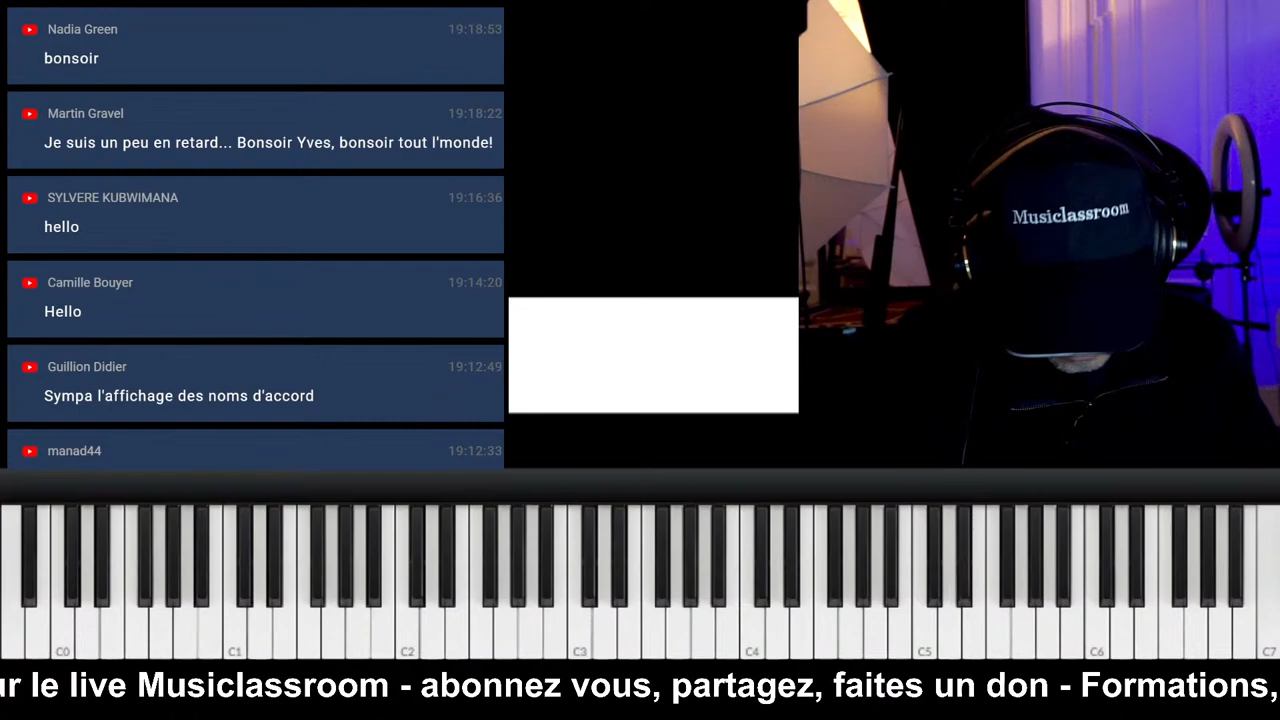 Nadia Green 19:18:53
bonsoir
Martin Gravel 19:18:22
Je suis un peu en retard... Bonsoir Yves, bonsoir tout l'monde!
SYLVERE KUBWIMANA 19:16:36
hello
Camille Bouyer 19:14:20
Hello
Guillion Didier 19:12:49
Sympa l'affichage des noms d'accord
manad44 19:12:33
Musiclassroom
C0 C1 C2 C3 C4 C5 C6 C7
ur le live Musiclassroom - abonnez vous, partagez, faites un don - Formations,